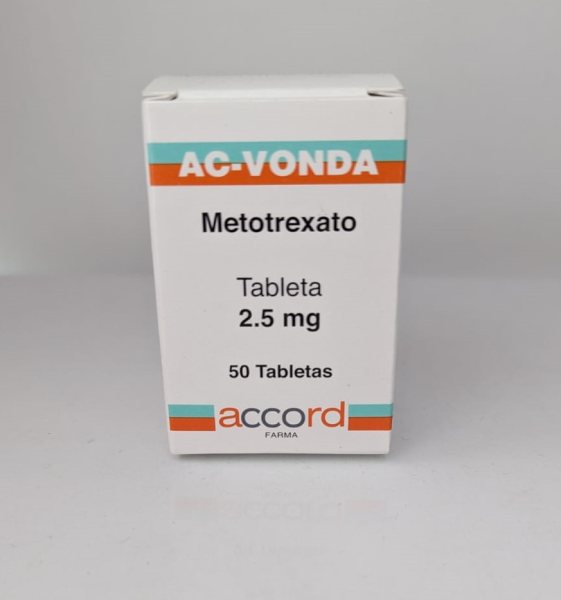 AC-VONDA
Metotrexato
Tableta
2.5 mg
50 Tabletas
accord
FARMA